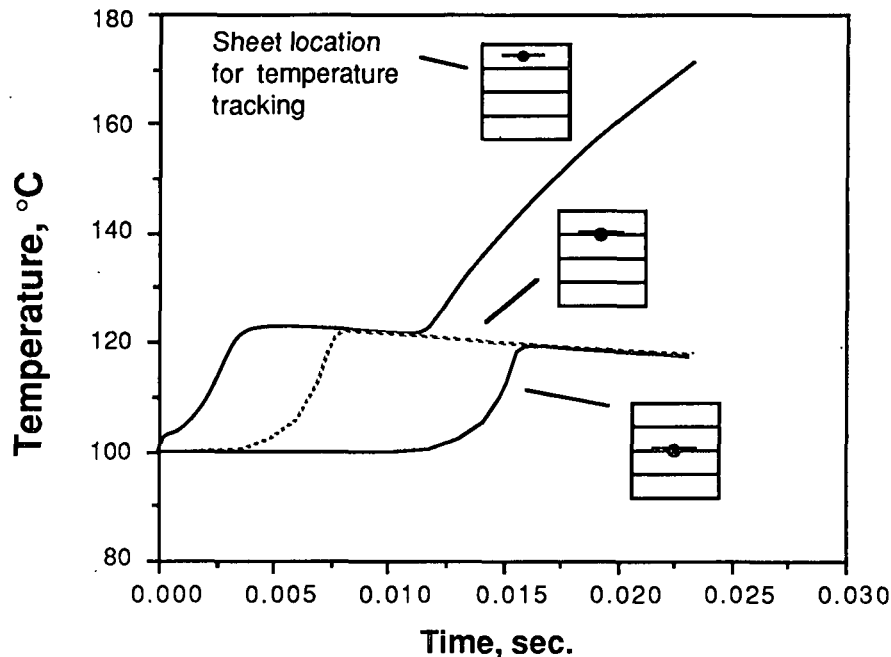 180
160
140
120
100
80
Temperature, °C
Sheet location
for temperature
tracking
0.000
0.005
0.010
0.015
0.020
0.025
0.030
Time, sec.